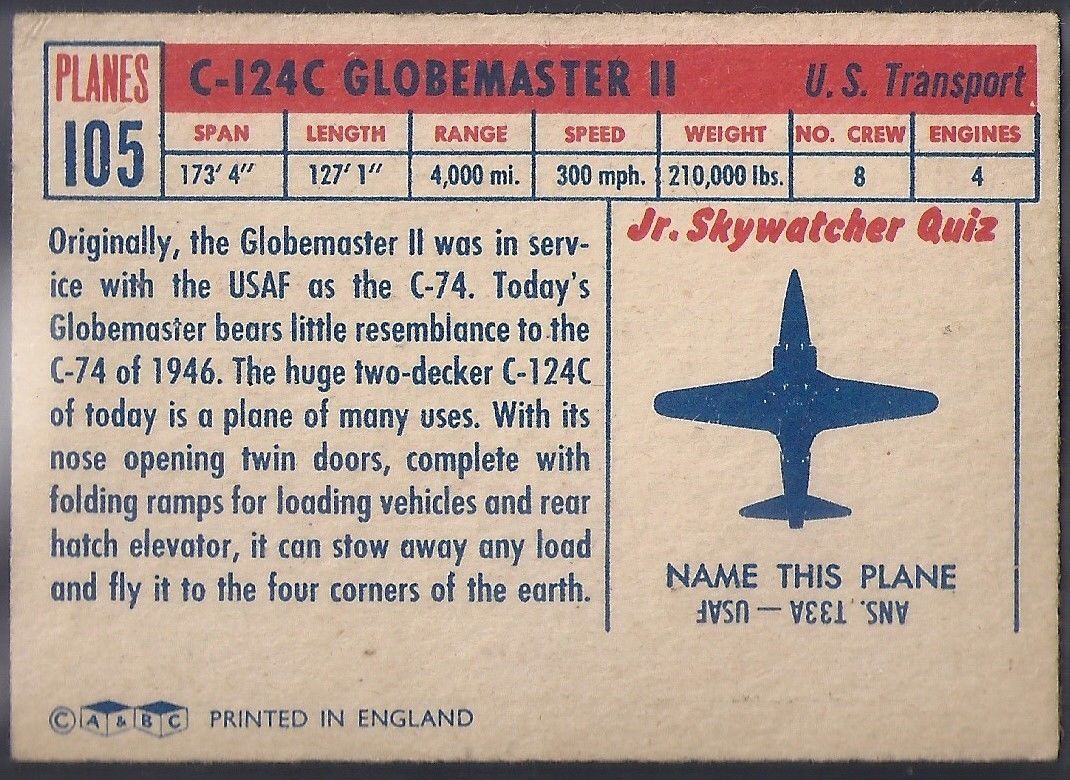 PLANES
105
C-124C GLOBEMASTER II
U. S. Transport
SPAN LENGTH RANGE SPEED WEIGHT NO. CREW ENGINES
173' 4" 127' 1" 4,000 mi. 300 mph. 210,000 lbs. 8 4
Originally, the Globemaster II was in serv-
ice with the USAF as the C-74. Today's
Globemaster bears little resemblance to the
C-74 of 1946. The huge two-decker C-124C
of today is a plane of many uses. With its
nose opening twin doors, complete with
folding ramps for loading vehicles and rear
hatch elevator, it can stow away any load
and fly it to the four corners of the earth.
Jr. Skywatcher Quiz
NAME THIS PLANE
ANS. T33A — USAF
© A & B C PRINTED IN ENGLAND